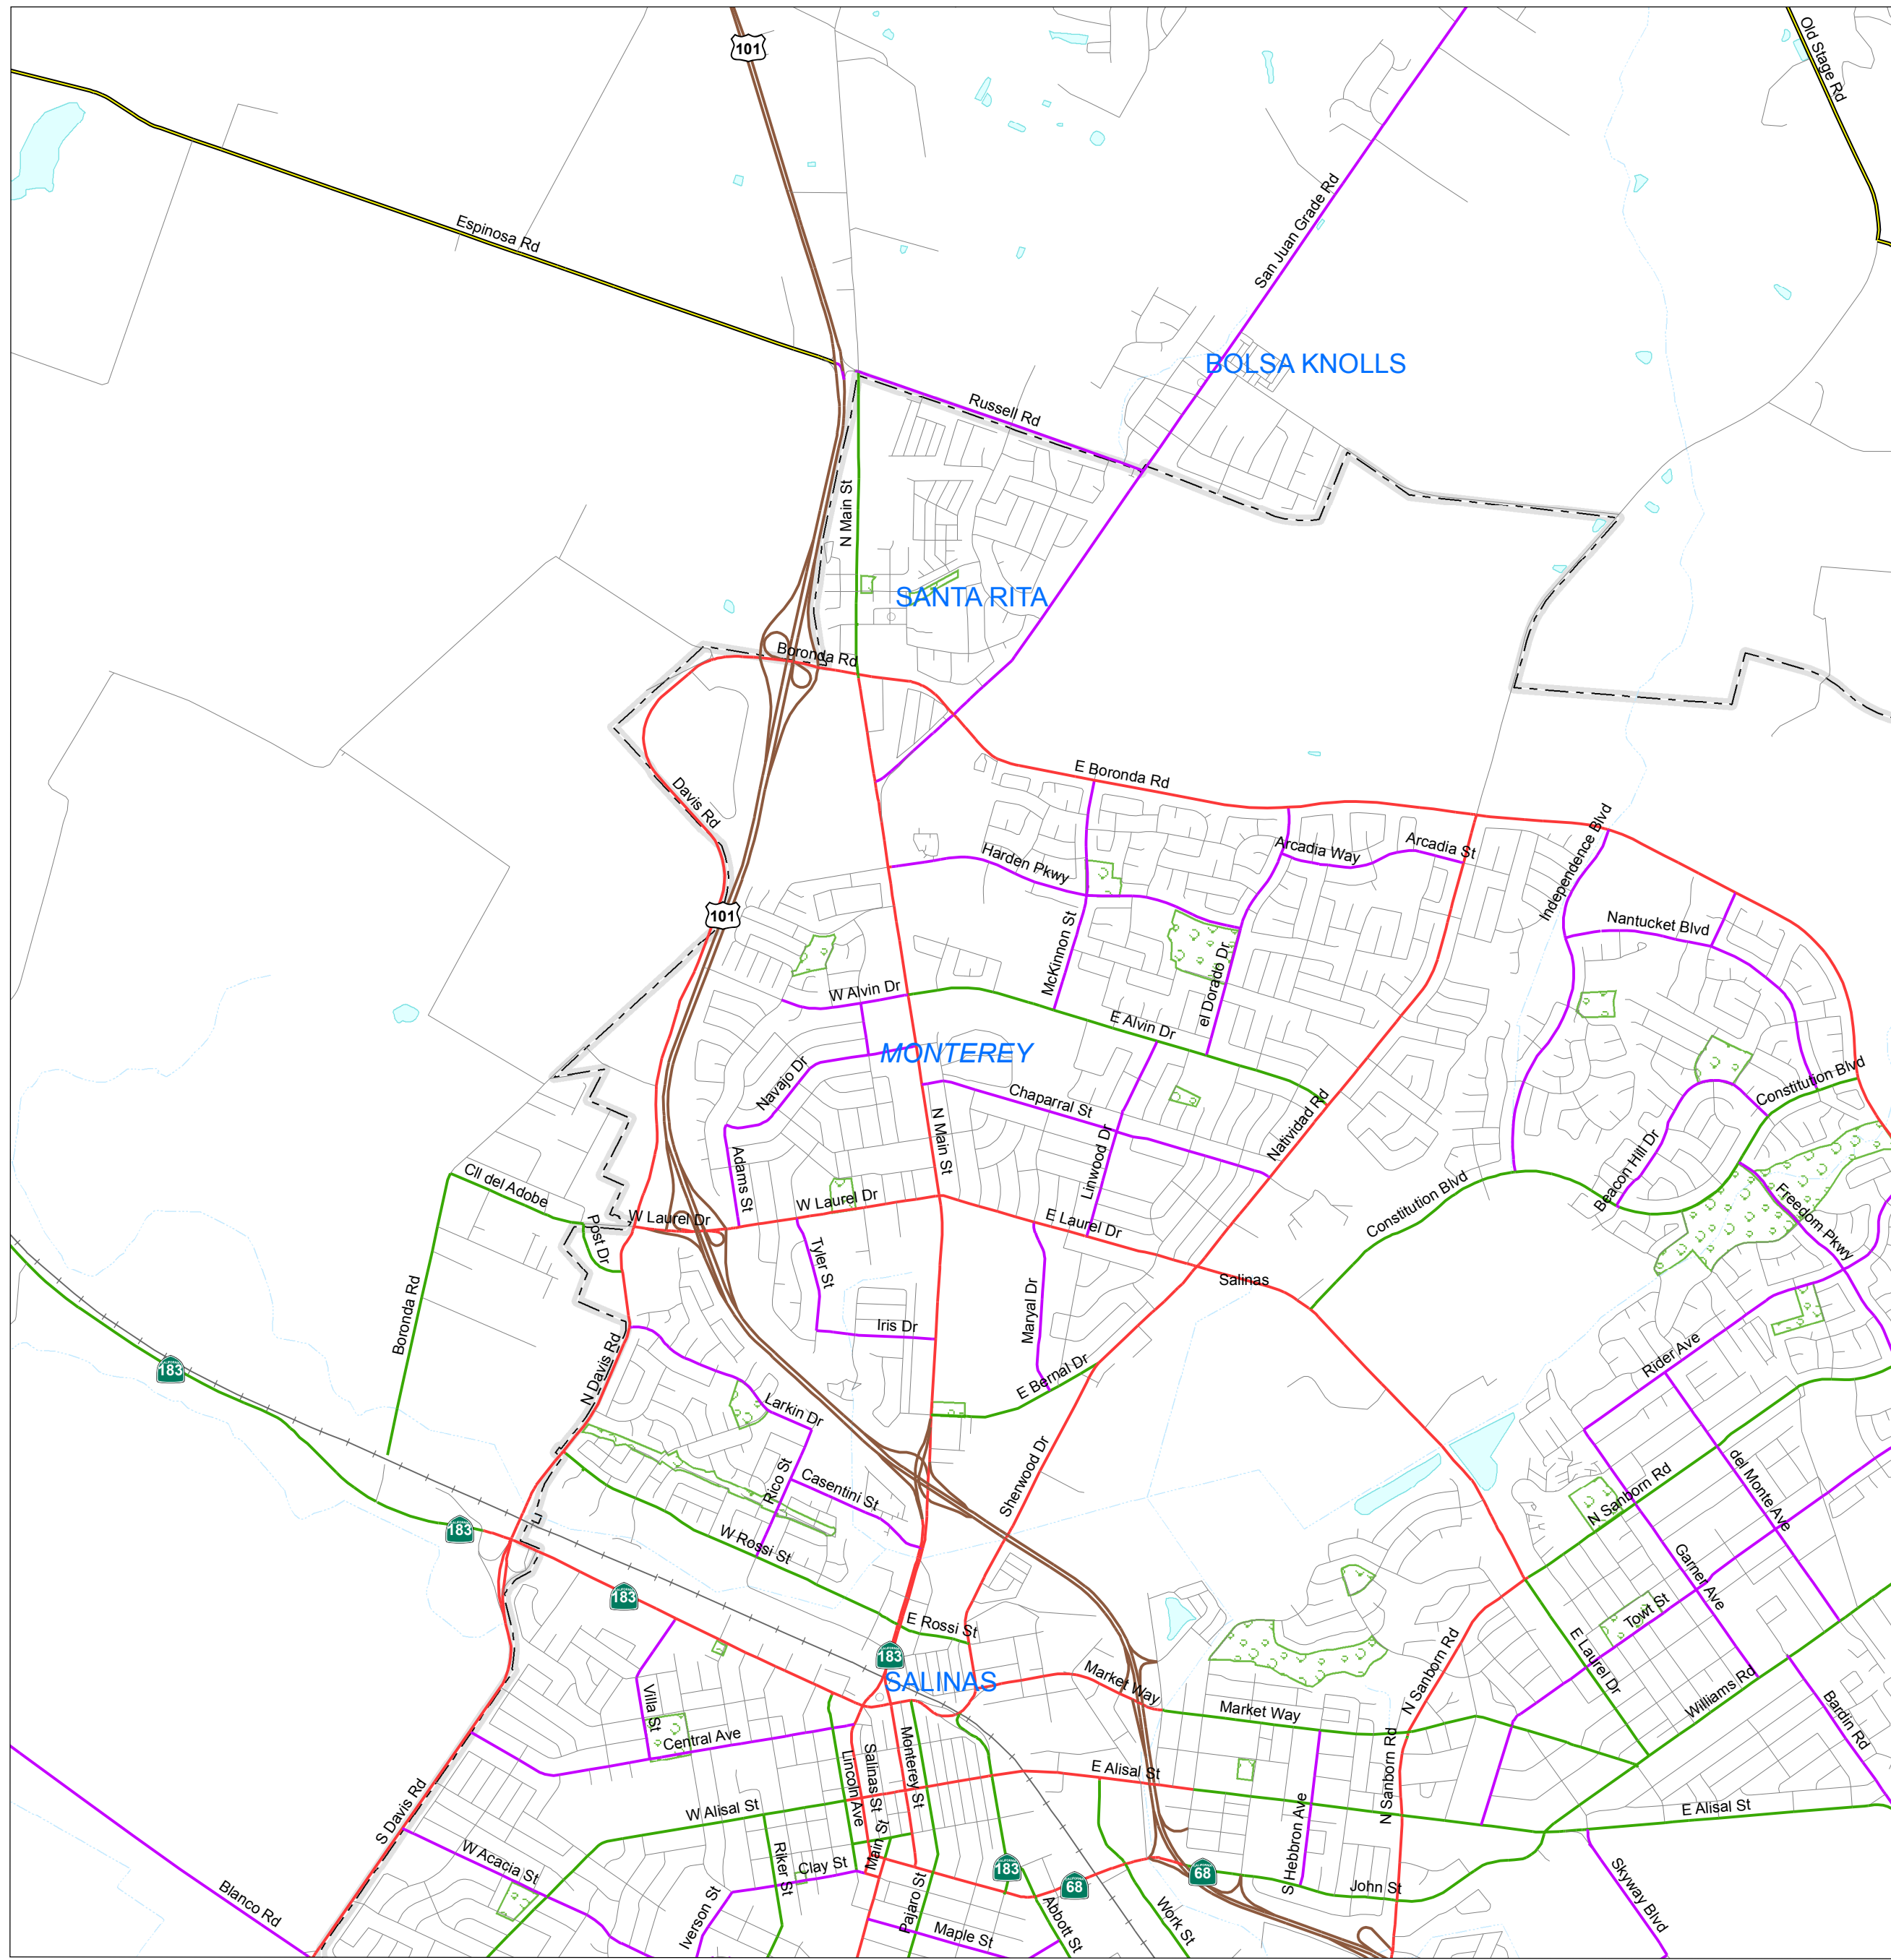 101
Old Stage Rd
Espinosa Rd
San Juan Grade Rd
BOLSA KNOLLS
Russell Rd
N Main St
SANTA RITA
Boronda Rd
E Boronda Rd
Davis Rd
Independence Blvd
Arcadia Way
Arcadia St
Harden Pkwy
101
McKinnon St
Nantucket Blvd
el Dorado Dr
W Alvin Dr
E Alvin Dr
MONTEREY
Navajo Dr
Chaparral St
Constitution Blvd
N Main St
Natividad Rd
Linwood Dr
Beacon Hill Dr
Adams St
Cll del Adobe
W Laurel Dr
W Laurel Dr
E Laurel Dr
Constitution Blvd
Freedom Pkwy
Post Dr
Tyler St
Salinas
Boronda Rd
Maryal Dr
Iris Dr
183
N Davis Rd
Rider Ave
E Bernal Dr
Larkin Dr
Sherwood Dr
Rico St
Casentini St
N Sanborn Rd
del Monte Ave
183
W Rossi St
183
Garner Ave
Towt St
E Rossi St
E Laurel Dr
183
SALINAS
N Sanborn Rd
Market Way
Williams Rd
Villa St
Market Way
Bardin Rd
Central Ave
Lincoln Ave
Salinas St
Monterey St
N Sanborn Rd
E Alisal St
S Davis Rd
W Alisal St
E Alisal St
Main St
W Acacia St
Riker St
Clay St
183
68
68
S Hebbron Ave
John St
Skyway Blvd
Blanco Rd
Iverson St
Pajaro St
Maple St
Abbott St
Work St